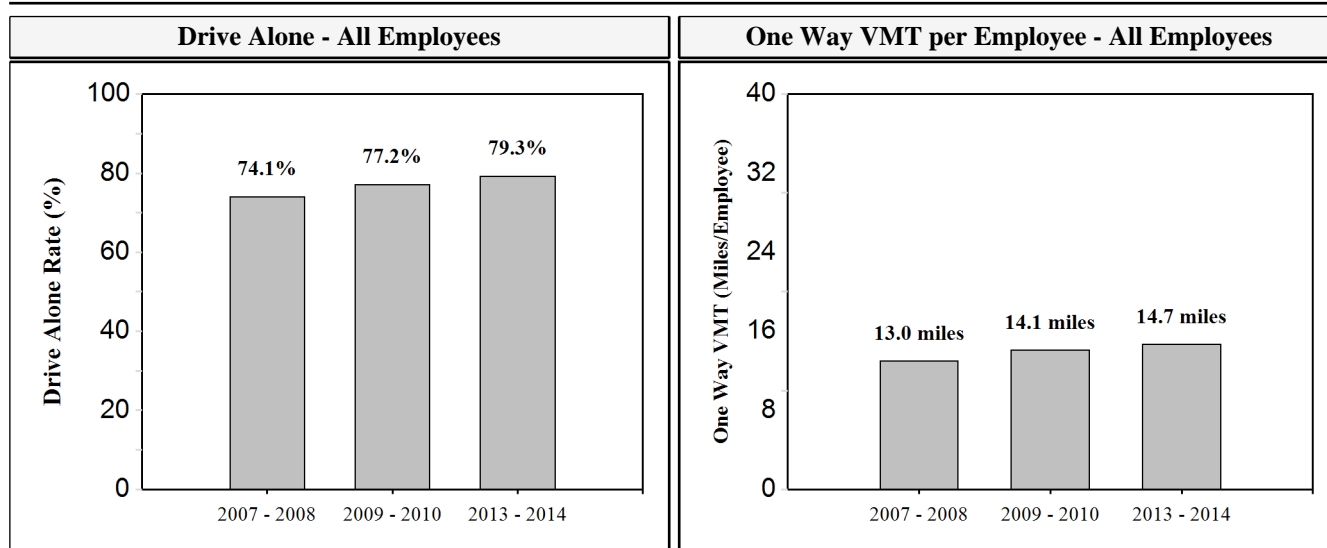 Drive Alone - All Employees
One Way VMT per Employee - All Employees
Drive Alone Rate (%)
100
80
60
40
20
0
74.1%
77.2%
79.3%
2007 - 2008
2009 - 2010
2013 - 2014
One Way VMT (Miles/Employee)
40
32
24
16
8
0
13.0 miles
14.1 miles
14.7 miles
2007 - 2008
2009 - 2010
2013 - 2014